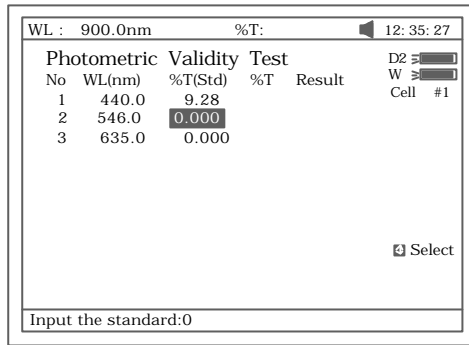 WL : 900.0nm %T: 12: 35: 27
Photometric Validity Test
D2
No WL(nm) %T(Std) %T Result
W
Cell #1
1 440.0 9.28
2 546.0 0.000
3 635.0 0.000
Select
Input the standard:0